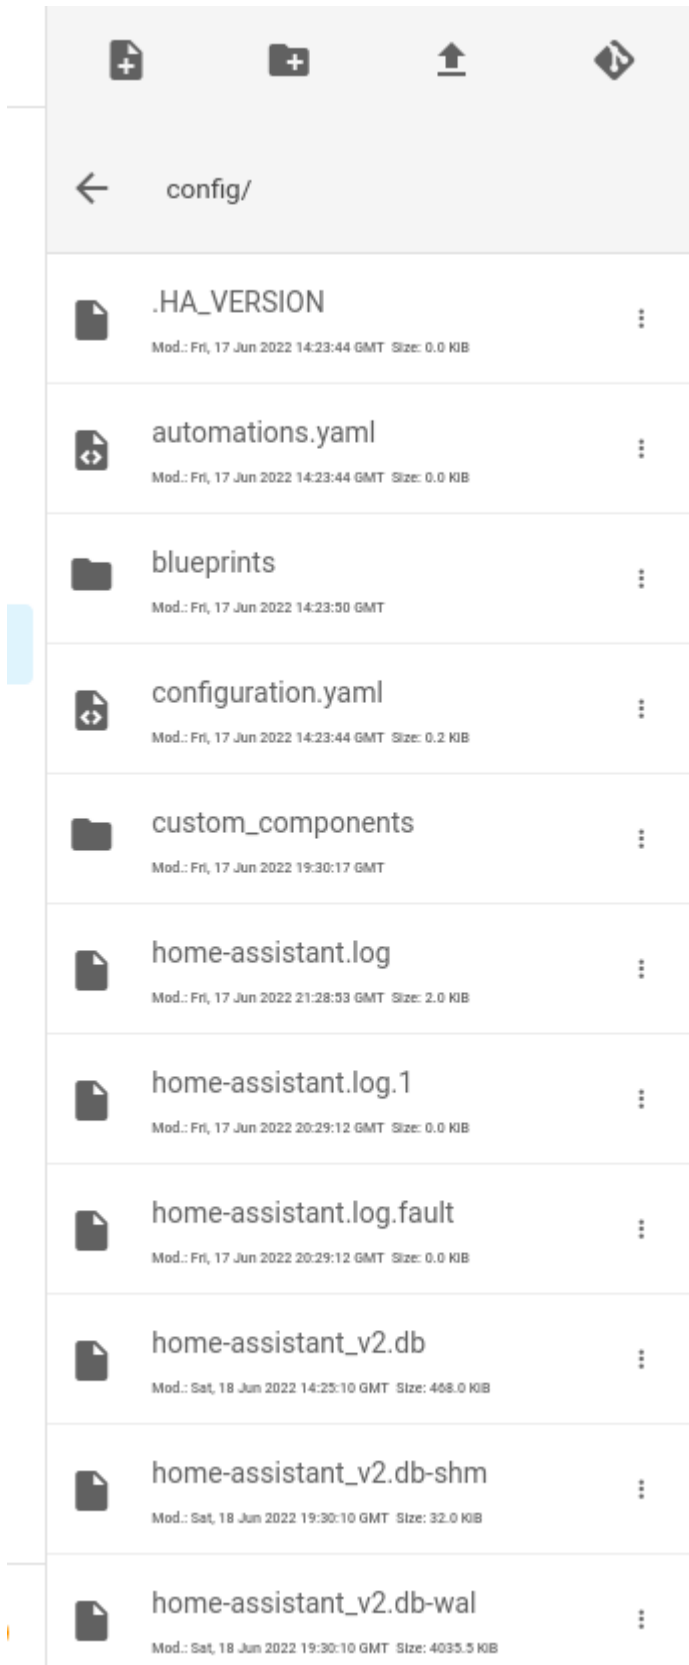 config/
.HA_VERSION
Mod.: Fri, 17 Jun 2022 14:23:44 GMT Size: 0.0 KiB
automations.yaml
Mod.: Fri, 17 Jun 2022 14:23:44 GMT Size: 0.0 KiB
blueprints
Mod.: Fri, 17 Jun 2022 14:23:50 GMT
configuration.yaml
Mod.: Fri, 17 Jun 2022 14:23:44 GMT Size: 0.2 KiB
custom_components
Mod.: Fri, 17 Jun 2022 19:30:17 GMT
home-assistant.log
Mod.: Fri, 17 Jun 2022 21:28:53 GMT Size: 2.0 KiB
home-assistant.log.1
Mod.: Fri, 17 Jun 2022 20:29:12 GMT Size: 0.0 KiB
home-assistant.log.fault
Mod.: Fri, 17 Jun 2022 20:29:12 GMT Size: 0.0 KiB
home-assistant_v2.db
Mod.: Sat, 18 Jun 2022 14:25:10 GMT Size: 468.0 KiB
home-assistant_v2.db-shm
Mod.: Sat, 18 Jun 2022 19:30:10 GMT Size: 32.0 KiB
home-assistant_v2.db-wal
Mod.: Sat, 18 Jun 2022 19:30:10 GMT Size: 4035.5 KiB